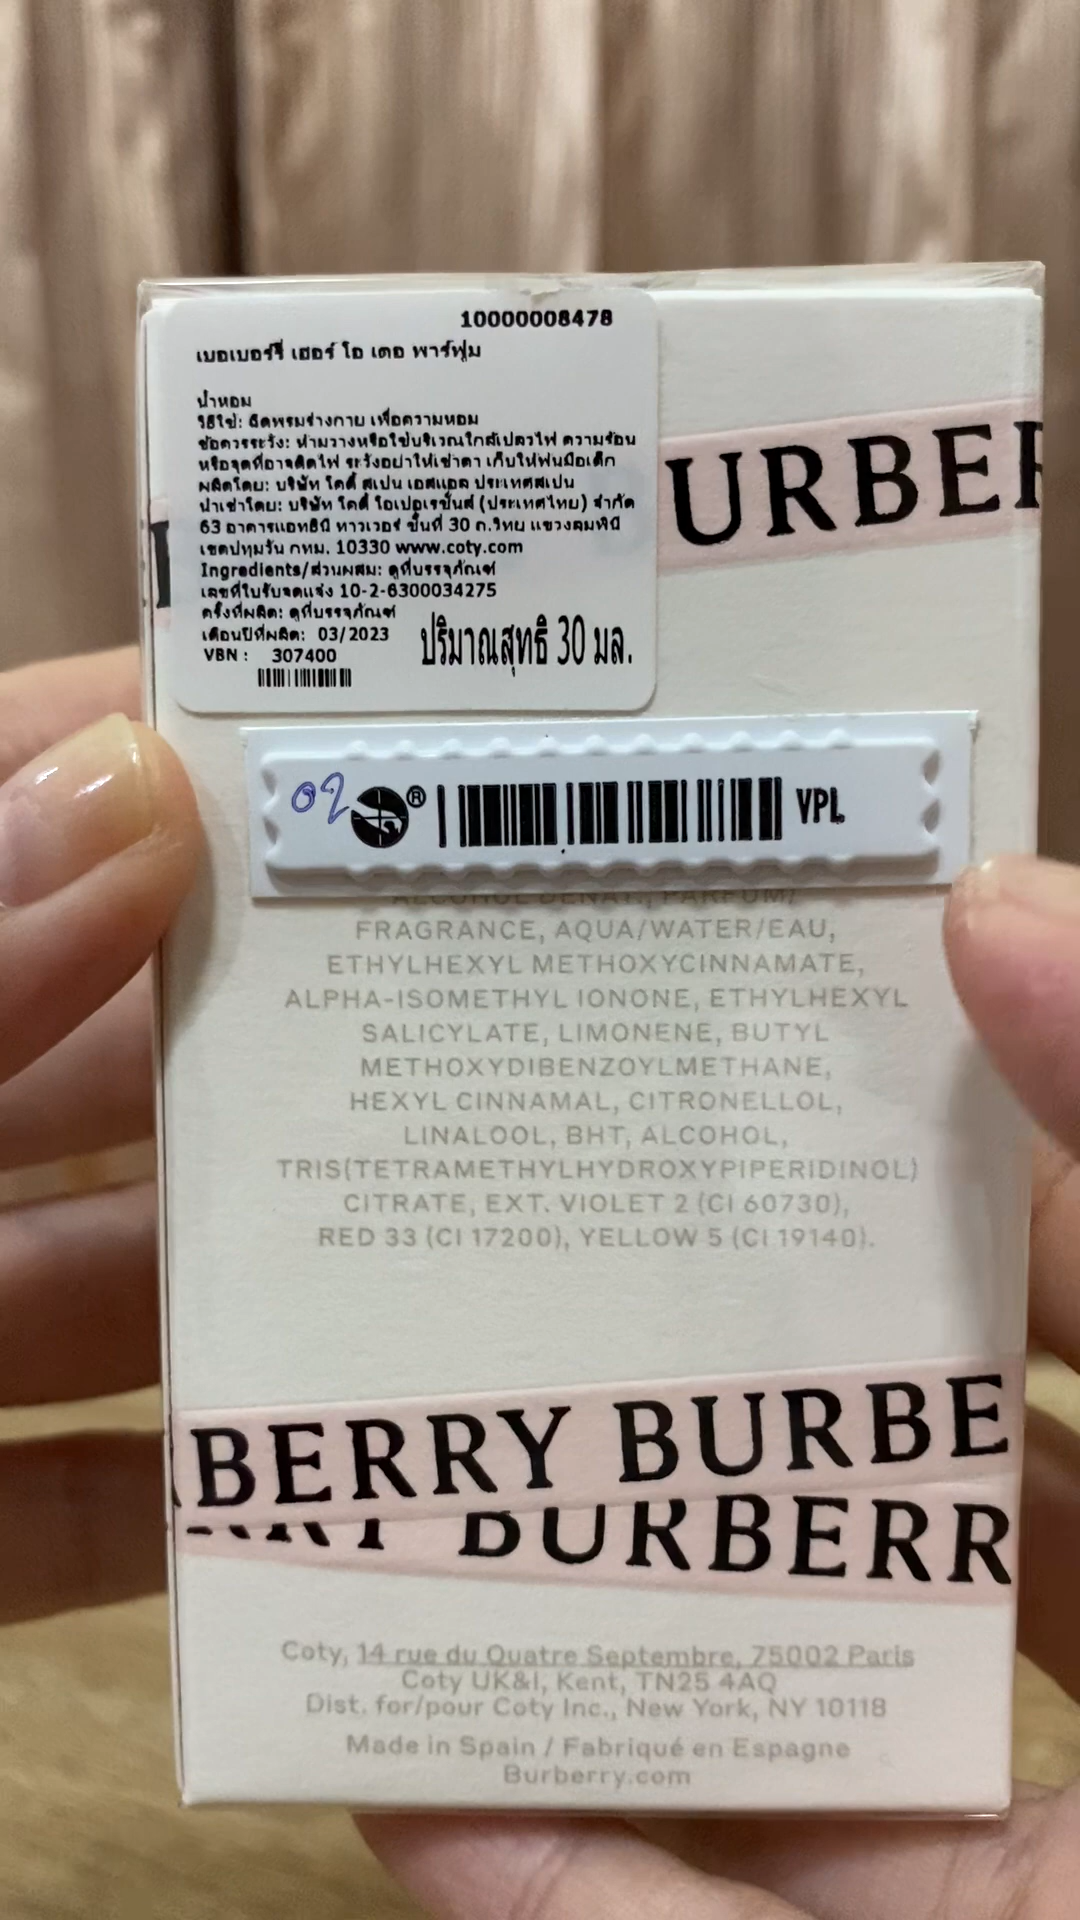 10000008478
เบอเบอร์รี่ เฮอร์ โอ เดอ พาร์ฟูม
น้ำหอม
วิธีใช้: ฉีดพรมร่างกาย เพื่อความหอม
ข้อควรระวัง: ห้ามวางหรือใช้บริเวณใกล้เปลวไฟ ความร้อน
หรือจุดที่อาจติดไฟ ระวังอย่าให้เข้าตา เก็บให้พ้นมือเด็ก
ผลิตโดย: บริษัท โคตี้ สเปน เอสแอล ประเทศสเปน
นำเข้าโดย: บริษัท โคตี้ โอเปอเรชั่นส์ (ประเทศไทย) จำกัด
63 อาคารแอทธินี ทาวเวอร์ ชั้นที่ 30 ถ.วิทยุ แขวงลุมพินี
เขตปทุมวัน กทม. 10330 www.coty.com
Ingredients/ส่วนผสม: ดูที่บรรจุภัณฑ์
เลขที่ใบรับจดแจ้ง 10-2-6300034275
ครั้งที่ผลิต: ดูที่บรรจุภัณฑ์
เดือนปีที่ผลิต: 03/2023
ปริมาณสุทธิ 30 มล.
VBN : 307400
URBER
02 ® VPL
ALCOHOL DENAT., PARFUM/
FRAGRANCE, AQUA/WATER/EAU,
ETHYLHEXYL METHOXYCINNAMATE,
ALPHA-ISOMETHYL IONONE, ETHYLHEXYL
SALICYLATE, LIMONENE, BUTYL
METHOXYDIBENZOYLMETHANE,
HEXYL CINNAMAL, CITRONELLOL,
LINALOOL, BHT, ALCOHOL,
TRIS(TETRAMETHYLHYDROXYPIPERIDINOL)
CITRATE, EXT. VIOLET 2 (CI 60730),
RED 33 (CI 17200), YELLOW 5 (CI 19140).
BERRY BURBE
RRY BURBERR
Coty, 14 rue du Quatre Septembre, 75002 Paris
Coty UK&I, Kent, TN25 4AQ
Dist. for/pour Coty Inc., New York, NY 10118
Made in Spain / Fabriqué en Espagne
Burberry.com